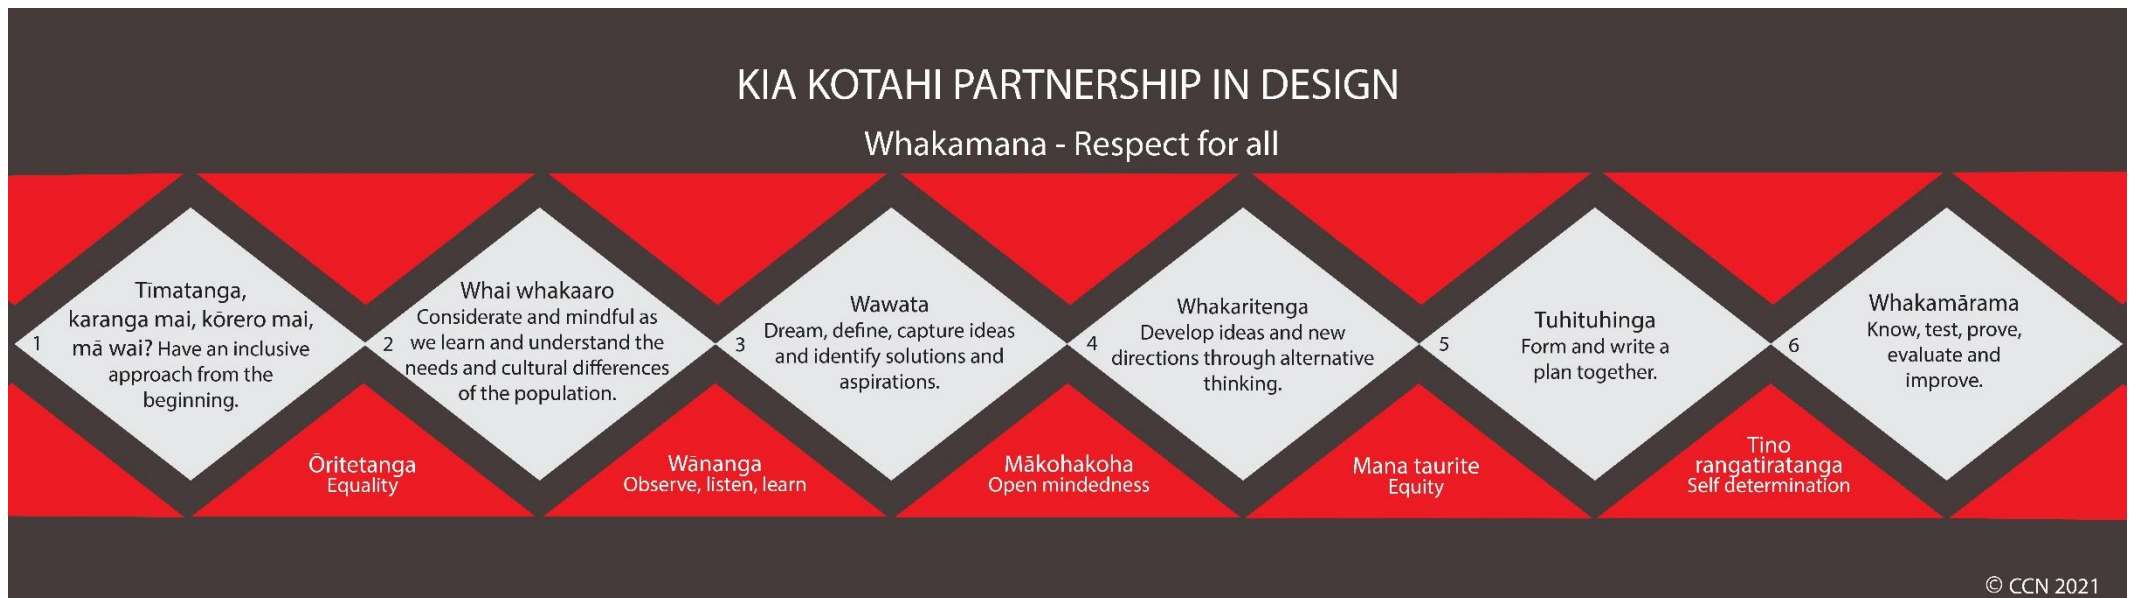 KIA KOTAHI PARTNERSHIP IN DESIGN
Whakamana - Respect for all
1
Tīmatanga,
karanga mai, kōrero mai,
mā wai? Have an inclusive
approach from the
beginning.
2
Whai whakaaro
Considerate and mindful as
we learn and understand the
needs and cultural differences
of the population.
3
Wawata
Dream, define, capture ideas
and identify solutions and
aspirations.
4
Whakaritenga
Develop ideas and new
directions through alternative
thinking.
5
Tuhituhinga
Form and write a
plan together.
6
Whakamārama
Know, test, prove,
evaluate and
improve.
Ōritetanga
Equality
Wānanga
Observe, listen, learn
Mākohakoha
Open mindedness
Mana taurite
Equity
Tino
rangatiratanga
Self determination
© CCN 2021